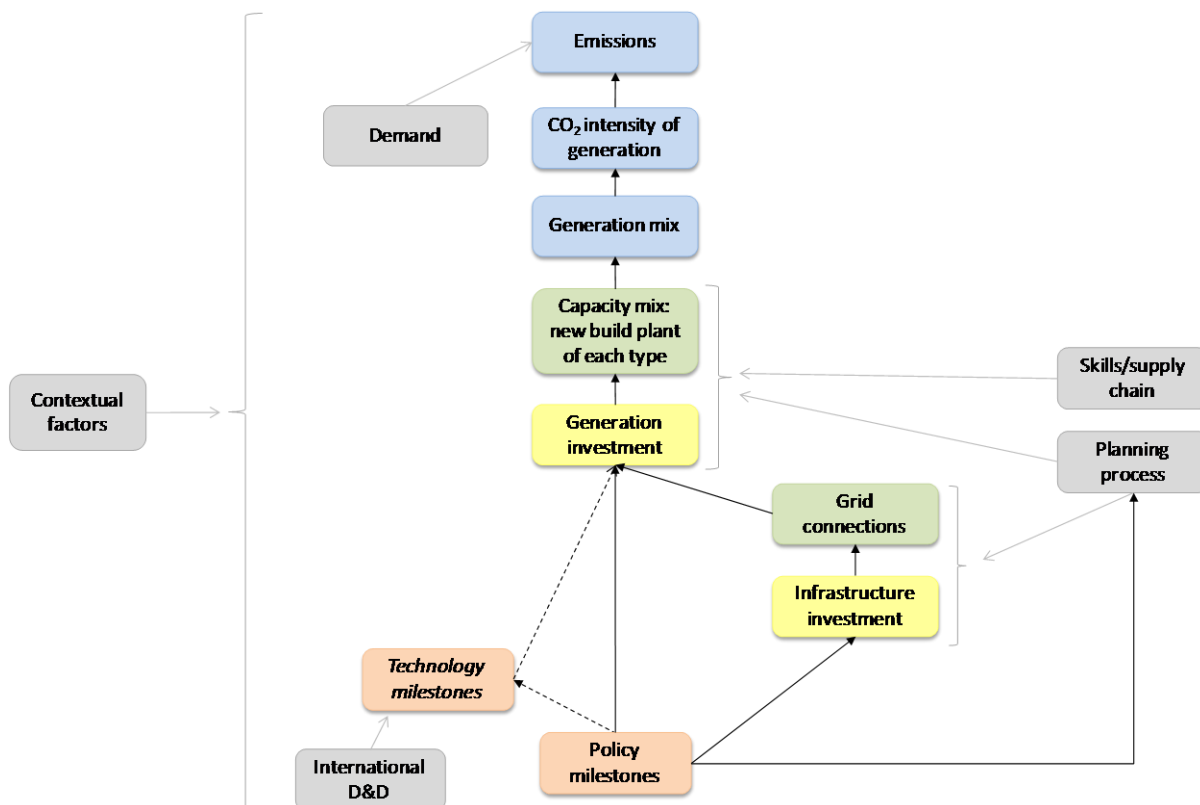 Emissions
Demand
CO₂ intensity of
generation
Generation mix
Capacity mix:
new build plant
of each type
Skills/supply
chain
Contextual
factors
Generation
investment
Planning
process
Grid
connections
Infrastructure
investment
Technology
milestones
Policy
milestones
International
D&D